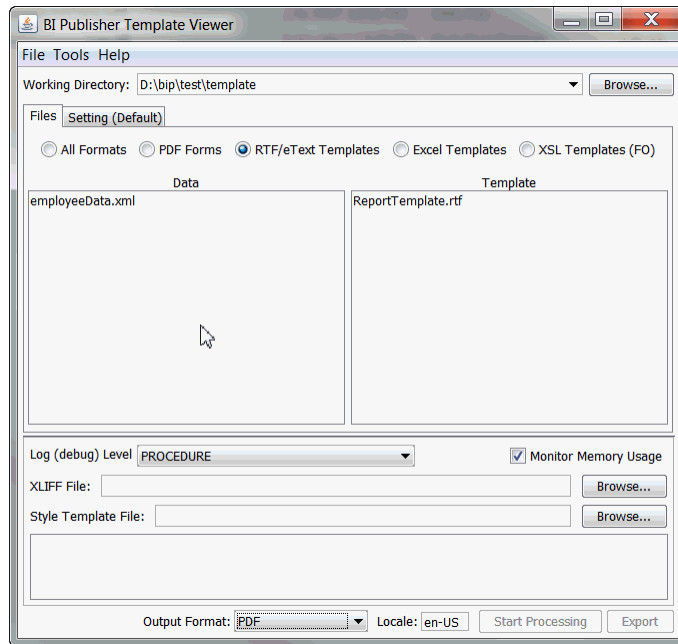 BI Publisher Template Viewer
File Tools Help
Working Directory: D:\bip\test\template Browse...
Files Setting (Default)
All Formats PDF Forms RTF/eText Templates Excel Templates XSL Templates (FO)
Data Template
employeeData.xml ReportTemplate.rtf
Log (debug) Level PROCEDURE Monitor Memory Usage
XLIFF File: Browse...
Style Template File: Browse...
Output Format: PDF Locale: en-US Start Processing Export